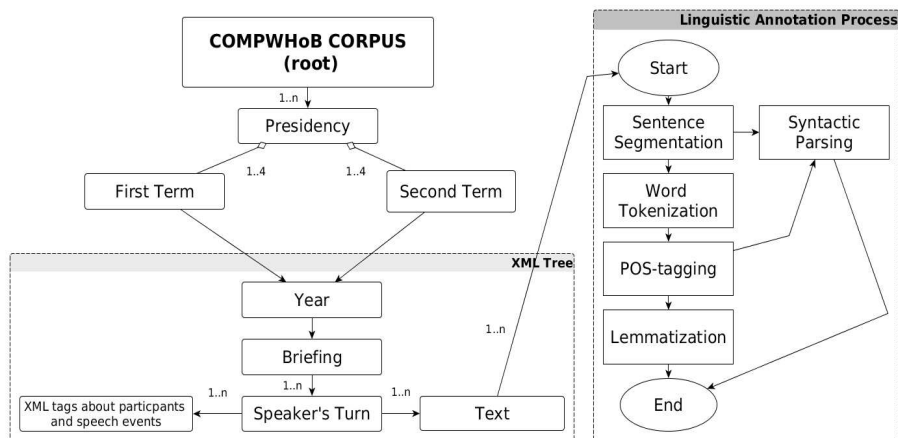 COMPWHoB CORPUS
(root)
1..n
Presidency
1..4
1..4
First Term
Second Term
XML Tree
Year
Briefing
1..n
1..n
1..n
XML tags about particpants
and speech events
Speaker's Turn
Text
1..n
Linguistic Annotation Process
Start
Sentence
Segmentation
Syntactic
Parsing
Word
Tokenization
POS-tagging
Lemmatization
End